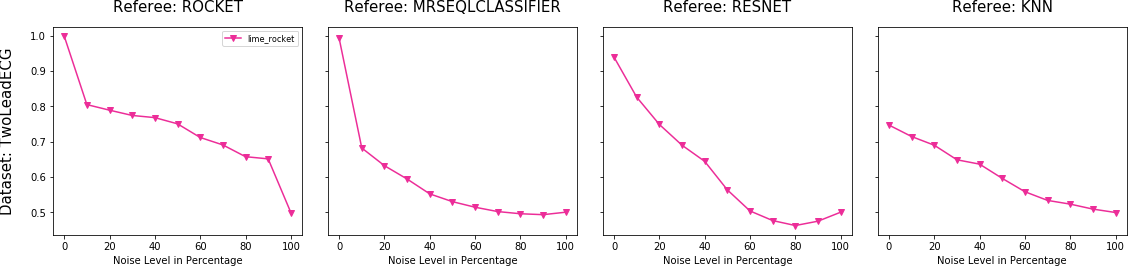 Referee: ROCKET
Referee: MRSEQLCLASSIFIER
Referee: RESNET
Referee: KNN
Dataset: TwoLeadECG
1.0
0.9
0.8
0.7
0.6
0.5
lime_rocket
0 20 40 60 80 100
0 20 40 60 80 100
0 20 40 60 80 100
0 20 40 60 80 100
Noise Level in Percentage
Noise Level in Percentage
Noise Level in Percentage
Noise Level in Percentage